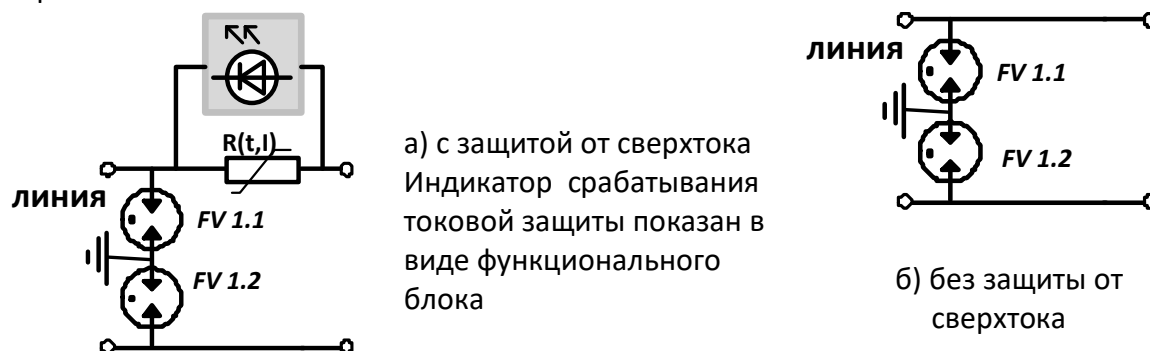 R(t,I)
линия
FV 1.1
FV 1.2
а) с защитой от сверхтока
Индикатор срабатывания
токовой защиты показан в
виде функционального
блока
линия
FV 1.1
FV 1.2
б) без защиты от
сверхтока